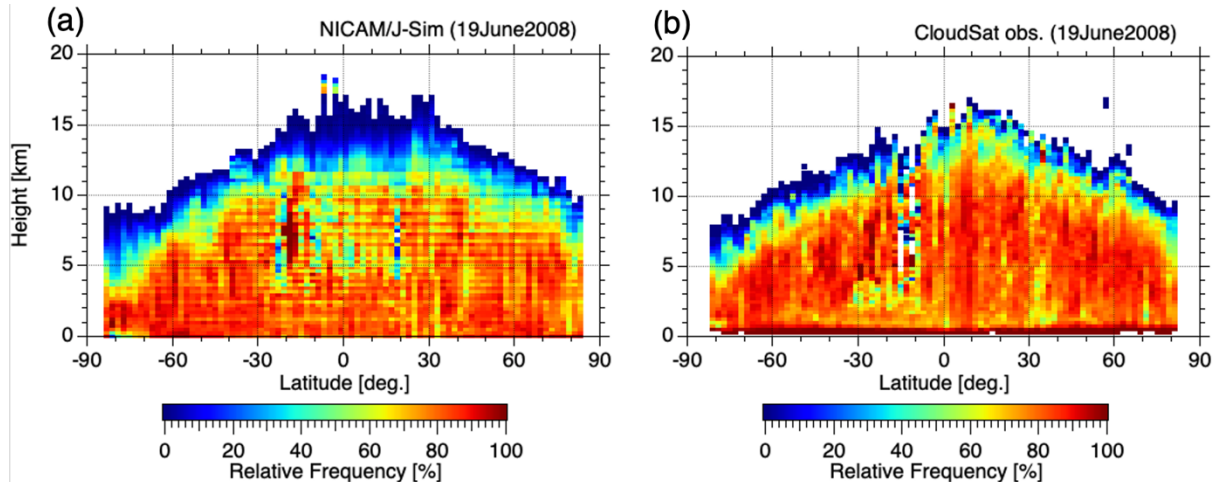 (a) NICAM/J-Sim (19June2008)
20
15
10
5
0
Height [km]
-90 -60 -30 0 30 60 90
Latitude [deg.]
0 20 40 60 80 100
Relative Frequency [%]
(b) CloudSat obs. (19June2008)
20
15
10
5
0
-90 -60 -30 0 30 60 90
Latitude [deg.]
0 20 40 60 80 100
Relative Frequency [%]